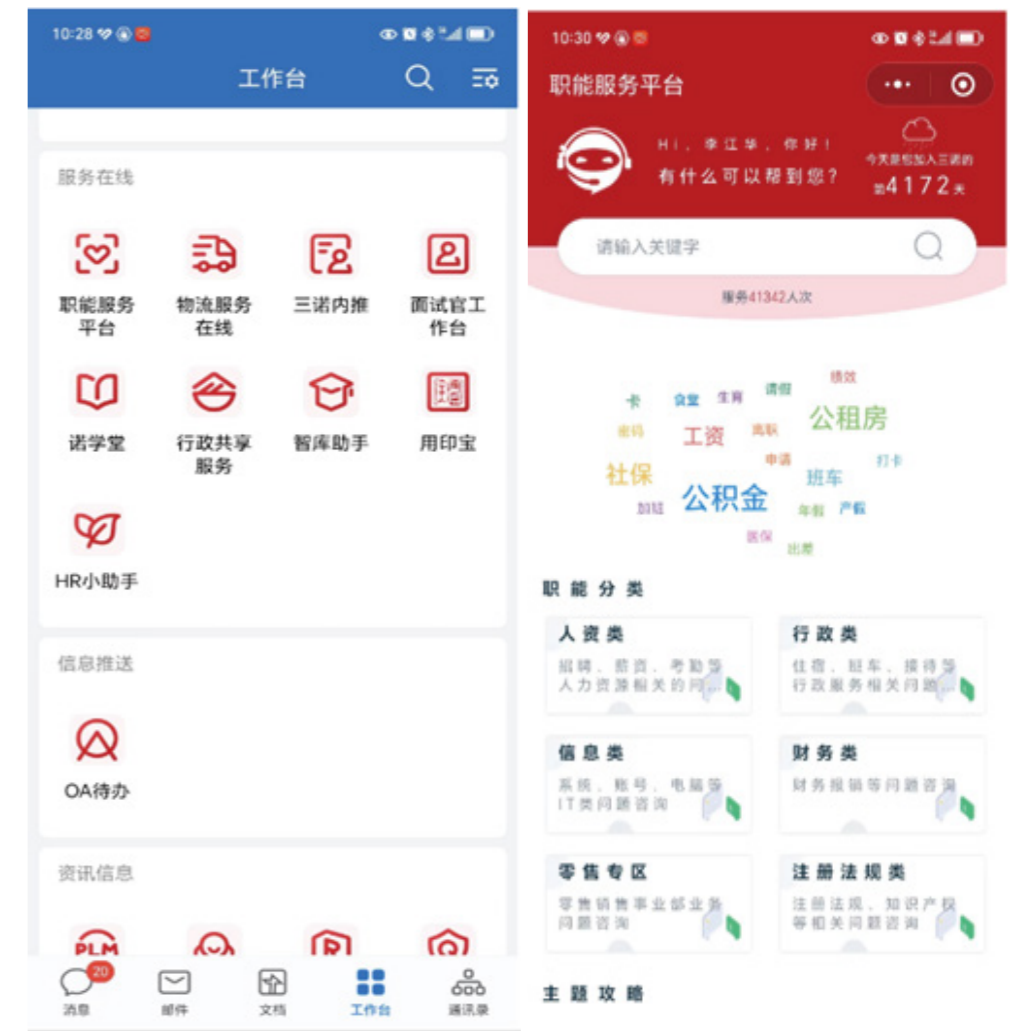 10:28
工作台
服务在线
职能服务
平台
物流服务
在线
三诺内推
面试官工
作台
诺学堂
行政共享
服务
智库助手
用印宝
HR小助手
信息推送
OA待办
资讯信息
PLM
R
20
消息
邮件
文档
工作台
通讯录
10:30
职能服务平台
Hi、李江华，你好！
有什么可以帮到您？
今天是您加入三诺的
第4172天
请输入关键字
服务41342人次
绩效
请假
卡
食堂
生育
公租房
密码
工资
离职
申请
打卡
社保
班车
公积金
加班
年假
产假
医保
出差
职能分类
人资类
招聘、薪资、考勤等
人力资源相关的问...
行政类
住宿、班车、接待等
行政服务相关问题...
信息类
系统、账号、电脑等
IT类问题咨询
财务类
财务报销等问题咨询
零售专区
零售销售事业部业务
问题咨询
注册法规类
注册法规、知识产权
等相关问题咨询
主题攻略